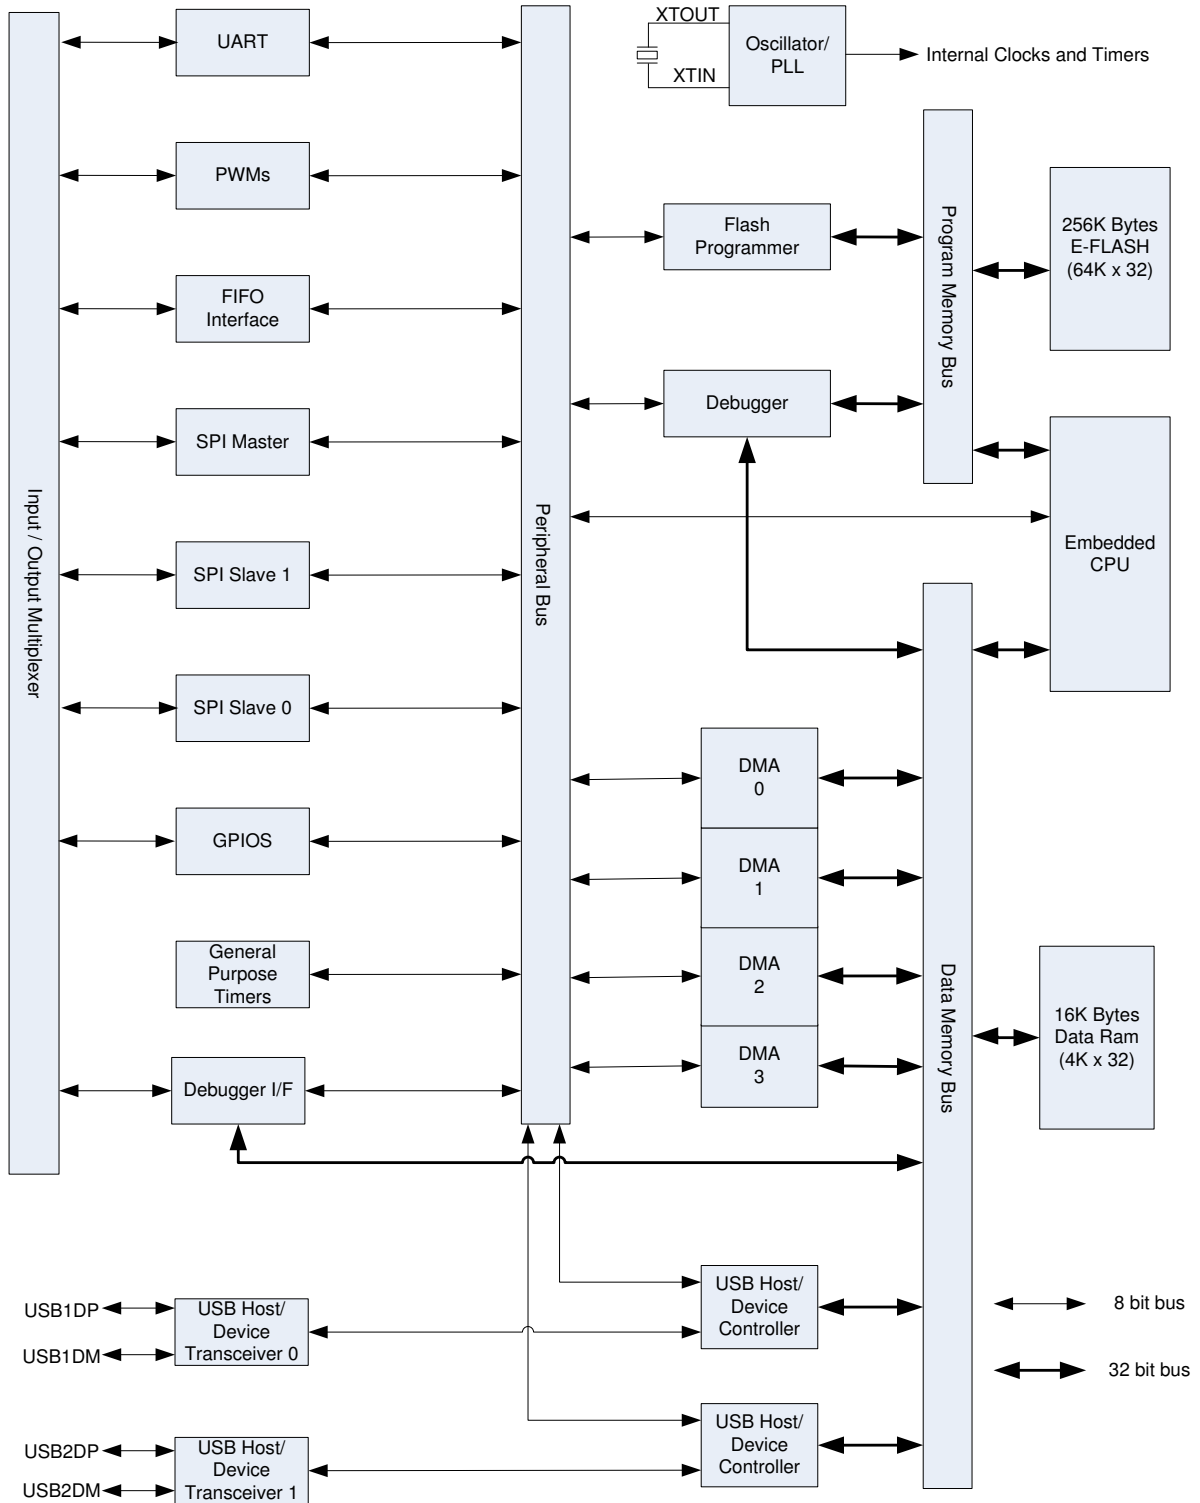 XTOUT
XTIN
Oscillator/
PLL
Internal Clocks and Timers
UART
PWMs
FIFO
Interface
SPI Master
SPI Slave 1
SPI Slave 0
GPIOS
General
Purpose
Timers
Debugger I/F
Input / Output Multiplexer
Peripheral Bus
Flash
Programmer
Debugger
Program Memory Bus
256K Bytes
E-FLASH
(64K x 32)
Embedded
CPU
DMA
0
DMA
1
DMA
2
DMA
3
Data Memory Bus
16K Bytes
Data Ram
(4K x 32)
USB1DP
USB1DM
USB Host/
Device
Transceiver 0
USB Host/
Device
Controller
8 bit bus
32 bit bus
USB2DP
USB2DM
USB Host/
Device
Transceiver 1
USB Host/
Device
Controller